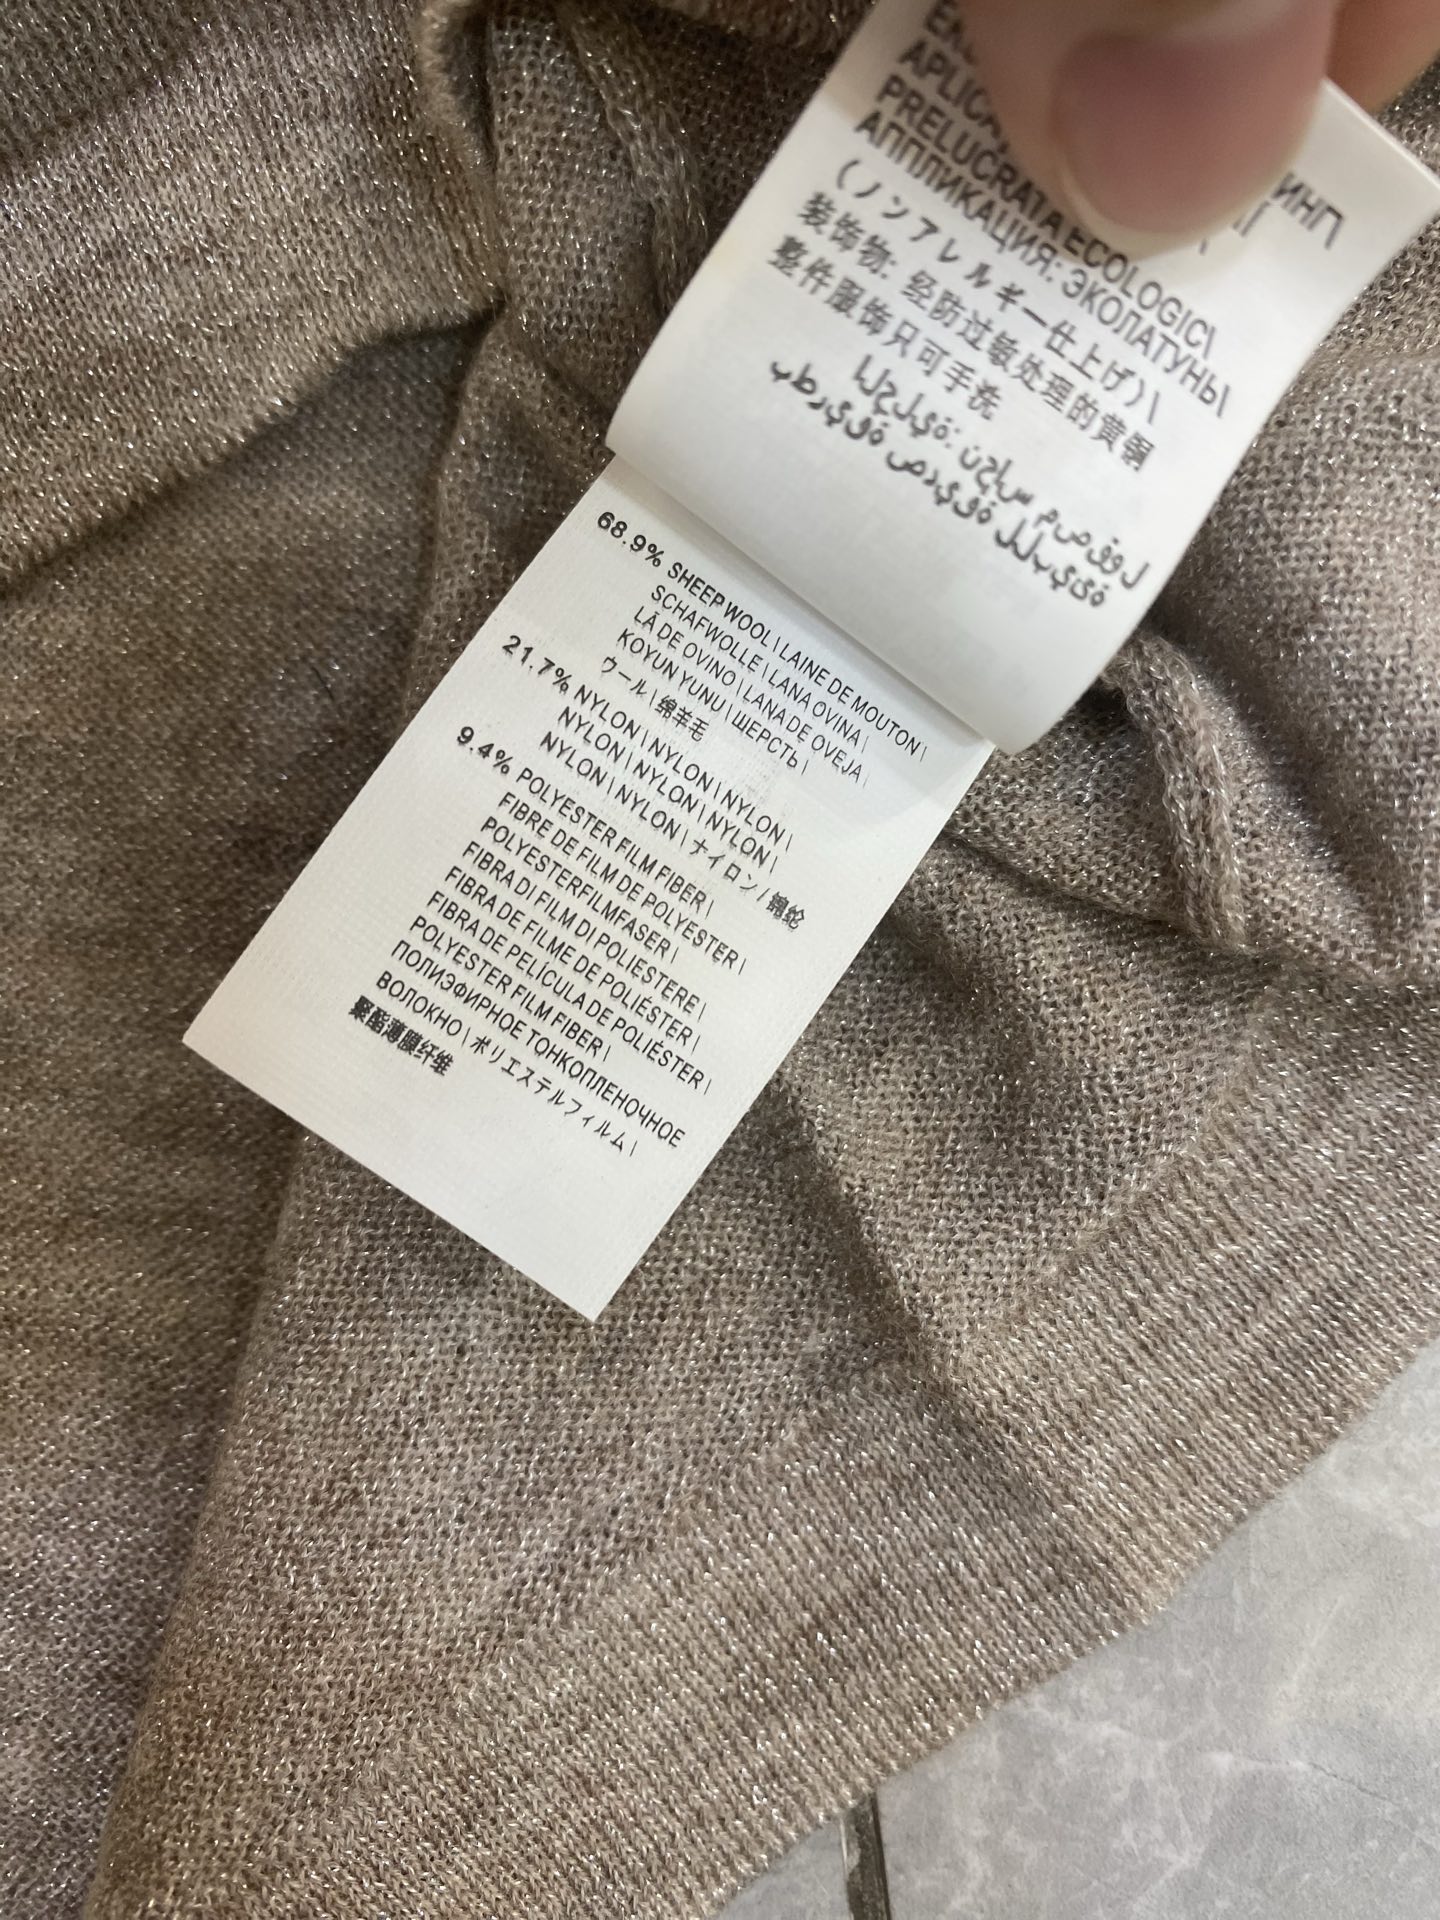 APLICA
PRELUCRATA ECOLOGIC\
АППЛИКАЦИЯ: ЭКОЛАТУНЫ
(ノンアレルギー仕上げ)\
装饰物: 经防过敏处理的黄铜
整件服饰只可手洗
الحلية: نحاس مصقول
بطريقة صديقة للبيئة
68.9% SHEEP WOOL\LAINE DE MOUTON\
SCHAFWOLLE\LANA OVINA\
LÃ DE OVINO\LANA DE OVEJA\
KOYUN YUNU\ШЕРСТЬ\
ウール\绵羊毛
21.7% NYLON\NYLON\NYLON\
NYLON\NYLON\NYLON\
NYLON\NYLON\ナイロン/锦纶
9.4% POLYESTER FILM FIBER\
FIBRE DE FILM DE POLYESTER\
POLYESTERFILMFASER\
FIBRA DI FILM DI POLIESTERE\
FIBRA DE FILME DE POLIÉSTER\
FIBRA DE PELÍCULA DE POLIÉSTER\
POLYESTER FILM FIBER\
ПОЛИЭФИРНОЕ ТОНКОПЛЕНОЧНОЕ
ВОЛОКНО\ポリエステルフィルム\
聚酯薄膜纤维